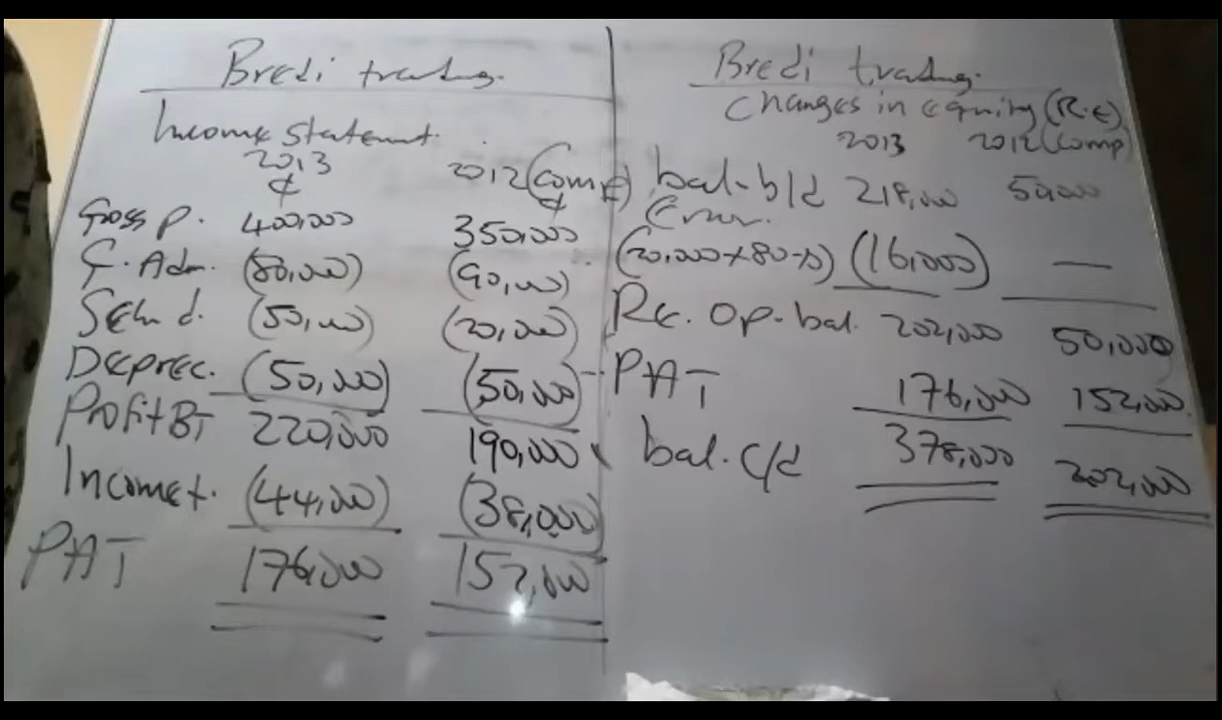 Bredi trading.
Income statement.
2013 2012 (comp)
₵ ₵
Gross p. 400,000 350,000
G. Adm. (80,000) (90,000)
Sel n d. (50,000) (20,000)
Deprec. (50,000) (50,000)
Profit BT 220,000 190,000
Income t. (44,000) (38,000)
PAT 176,000 152,000
Bredi trading.
Changes in equity (R.E)
2013 2012 (comp)
bal. b/d 218,000 50,000
Error.
(20,000 x 80%) (16,000) —
Re. Op. bal. 202,000 50,000
PAT 176,000 152,000
bal. c/d 378,000 202,000